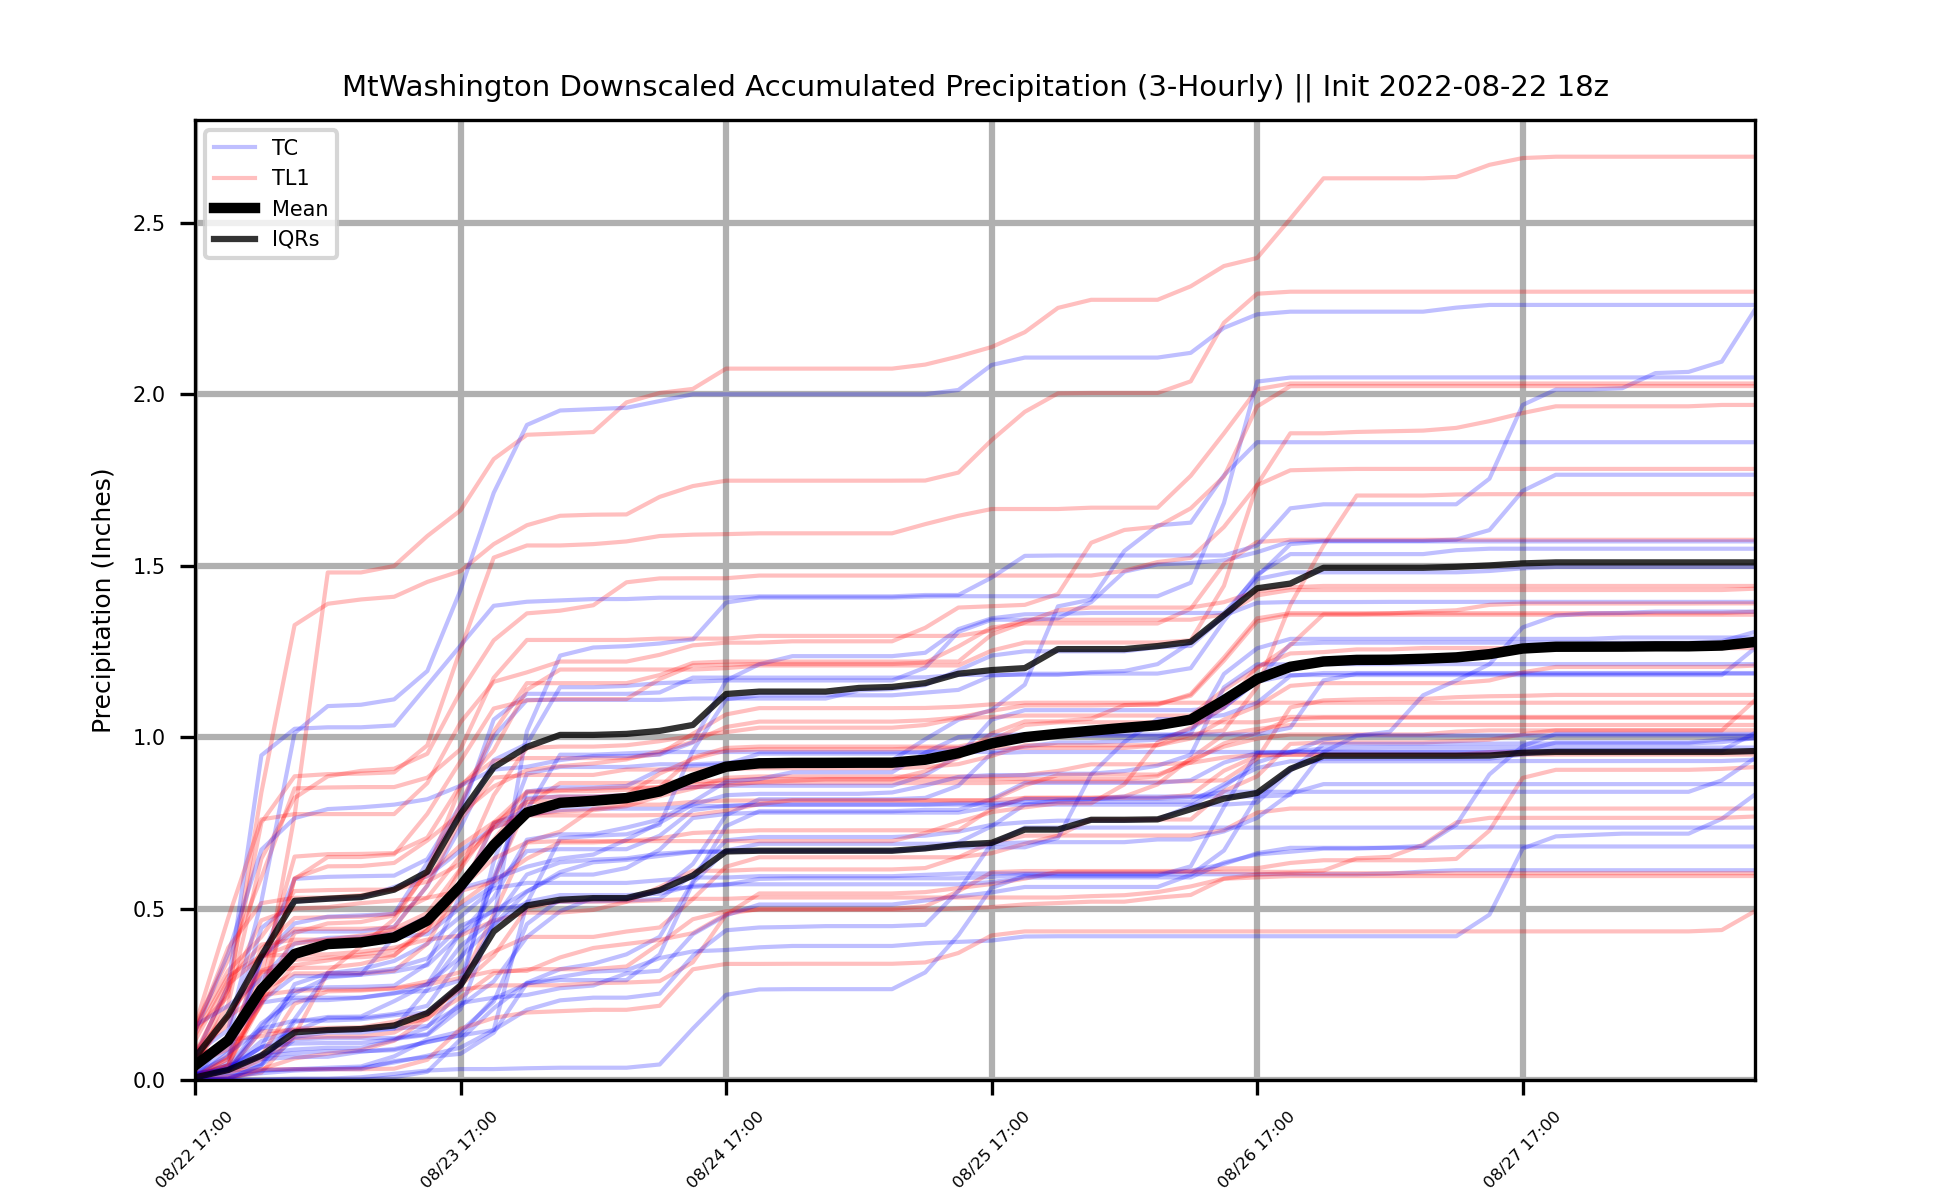 MtWashington Downscaled Accumulated Precipitation (3-Hourly) || Init 2022-08-22 18z
TC
TL1
Mean
IQRs
Precipitation (Inches)
2.5
2.0
1.5
1.0
0.5
0.0
08/22 17:00
08/23 17:00
08/24 17:00
08/25 17:00
08/26 17:00
08/27 17:00